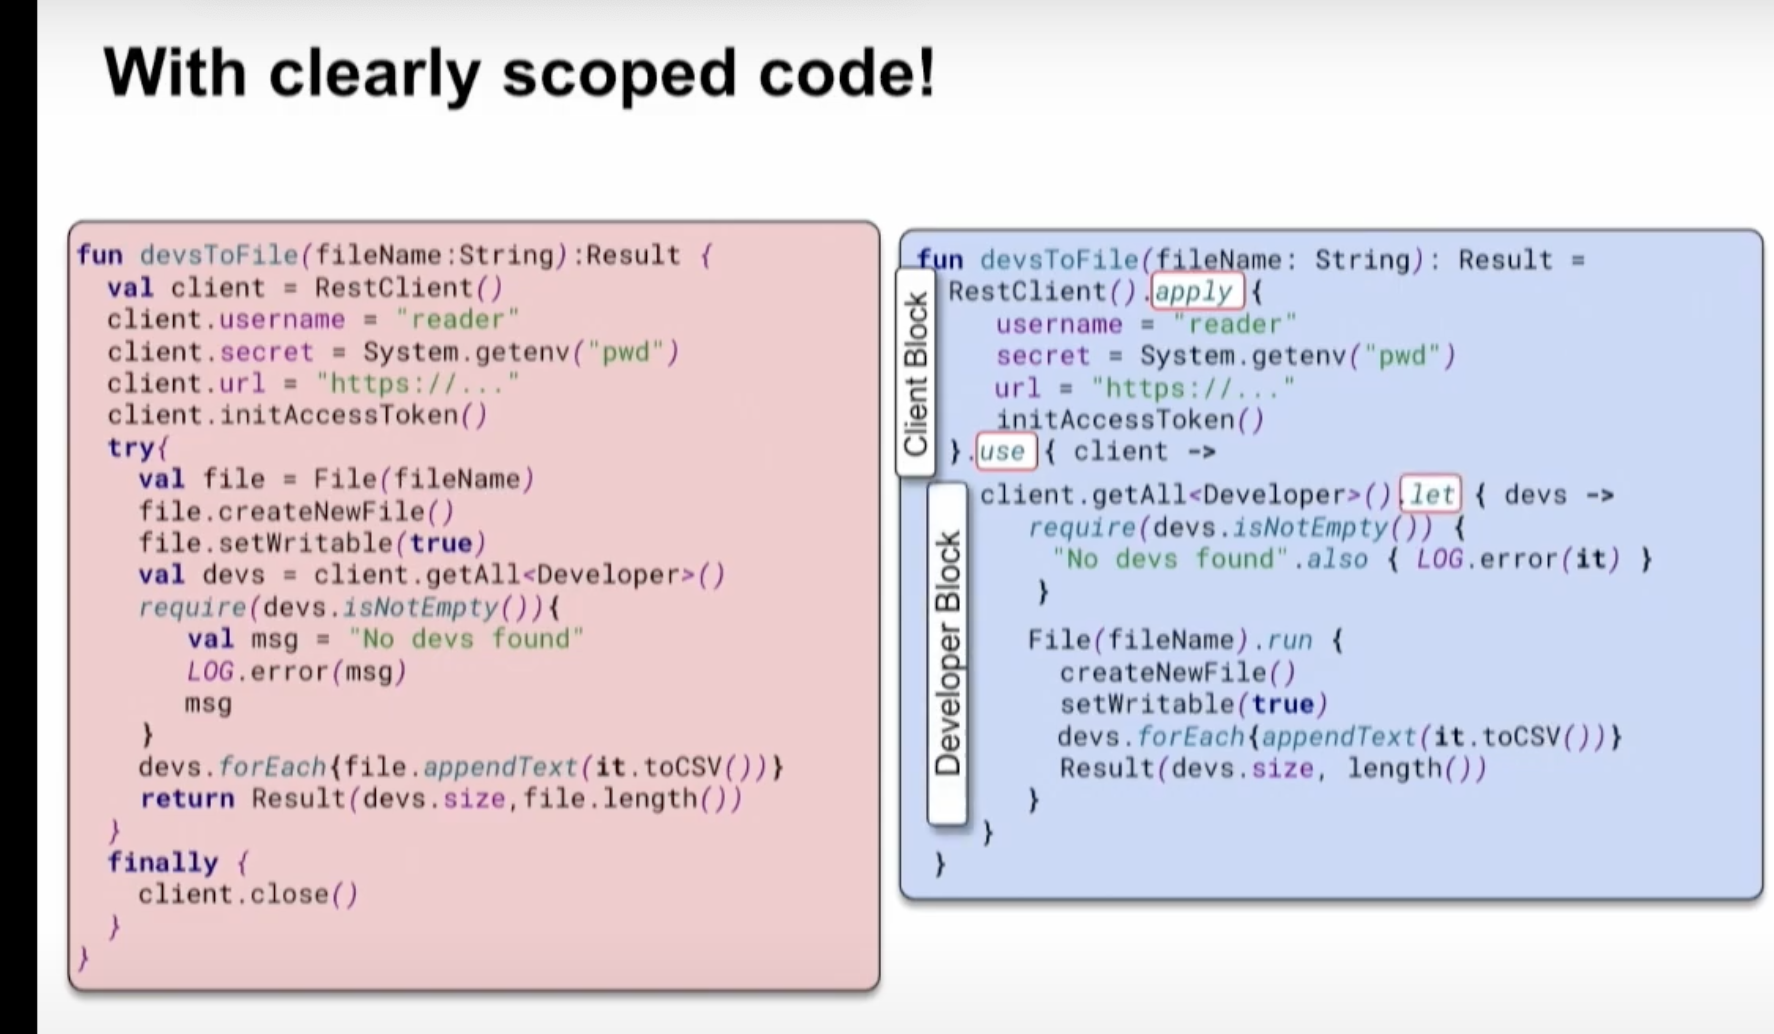 With clearly scoped code!
fun devsToFile(fileName:String):Result {
val client = RestClient()
client.username = "reader"
client.secret = System.getenv("pwd")
client.url = "https://..."
client.initAccessToken()
try{
val file = File(fileName)
file.createNewFile()
file.setWritable(true)
val devs = client.getAll<Developer>()
require(devs.isNotEmpty()){
val msg = "No devs found"
LOG.error(msg)
msg
}
devs.forEach{file.appendText(it.toCSV())}
return Result(devs.size,file.length())
}
finally {
client.close()
}
}
Client Block
Developer Block
fun devsToFile(fileName: String): Result =
RestClient().apply {
username = "reader"
secret = System.getenv("pwd")
url = "https://..."
initAccessToken()
}.use { client ->
client.getAll<Developer>().let { devs ->
require(devs.isNotEmpty()) {
"No devs found".also { LOG.error(it) }
}
File(fileName).run {
createNewFile()
setWritable(true)
devs.forEach{appendText(it.toCSV())}
Result(devs.size, length())
}
}
}